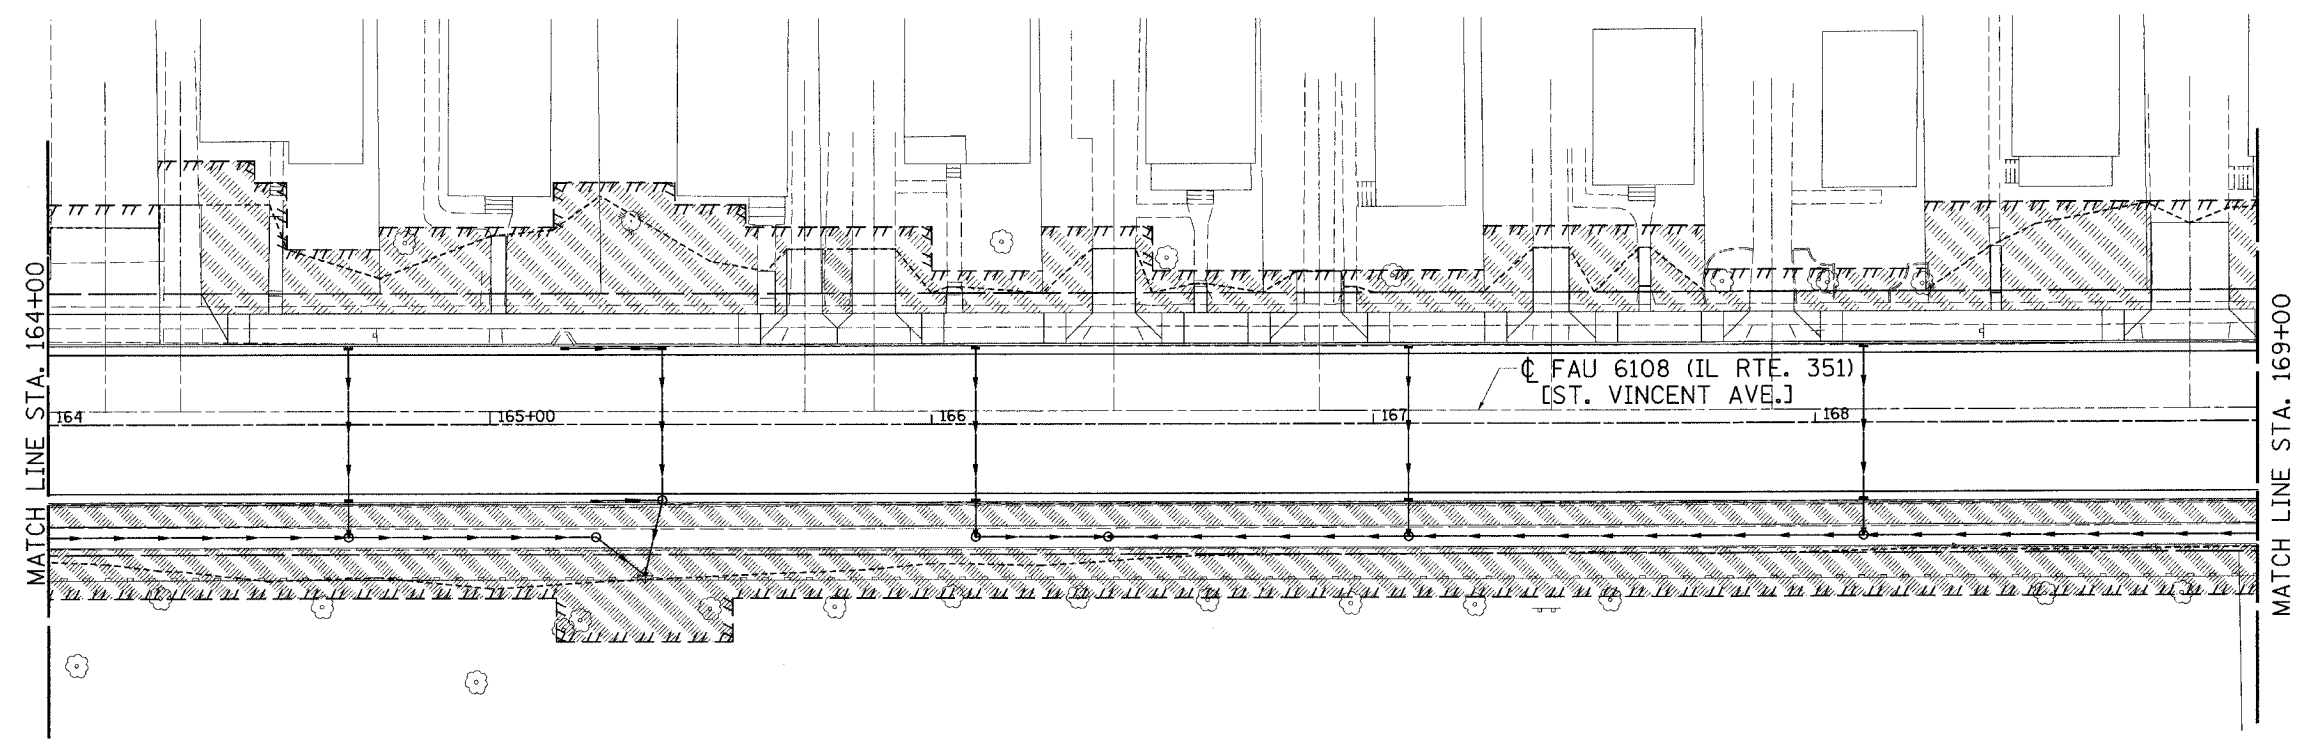 MATCH LINE STA. 164+00
℄ FAU 6108 (IL RTE. 351)
[ST. VINCENT AVE.]
164
165+00
166
167
168
MATCH LINE STA. 169+00